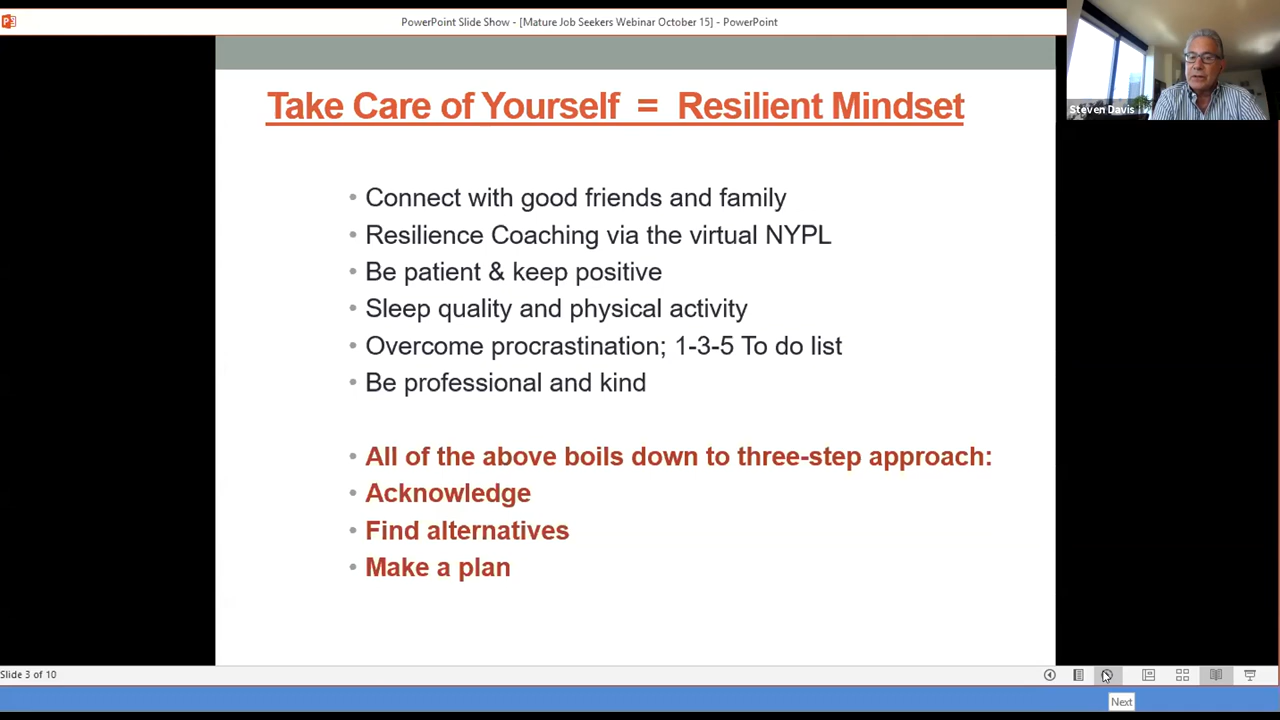 PowerPoint Slide Show - [Mature Job Seekers Webinar October 15] - PowerPoint
Steven Davis
Take Care of Yourself = Resilient Mindset
• Connect with good friends and family
• Resilience Coaching via the virtual NYPL
• Be patient & keep positive
• Sleep quality and physical activity
• Overcome procrastination; 1-3-5 To do list
• Be professional and kind
• All of the above boils down to three-step approach:
• Acknowledge
• Find alternatives
• Make a plan
Slide 3 of 10
Next